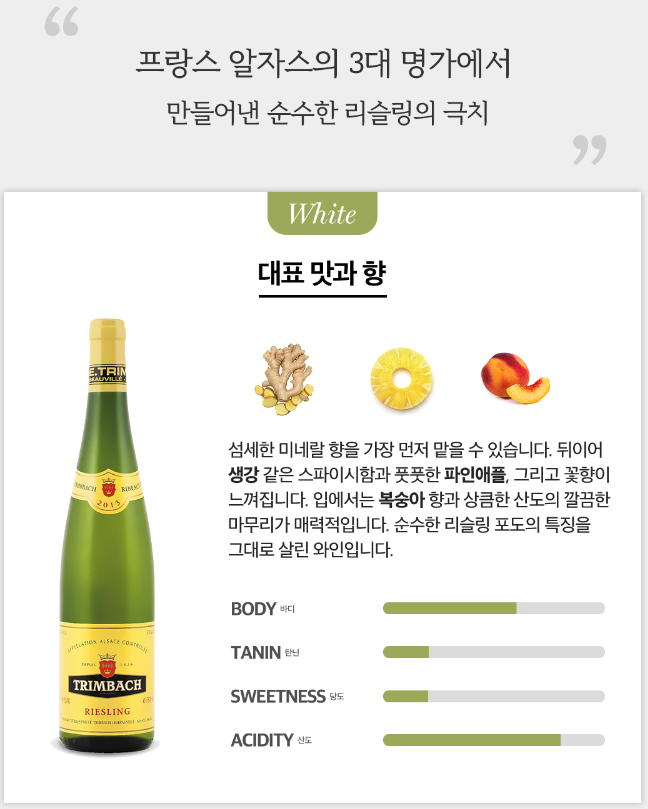 “
프랑스 알자스의 3대 명가에서
만들어낸 순수한 리슬링의 극치
”
White
대표 맛과 향
섬세한 미네랄 향을 가장 먼저 맡을 수 있습니다. 뒤이어
생강 같은 스파이시함과 풋풋한 파인애플, 그리고 꽃향이
느껴집니다. 입에서는 복숭아 향과 상큼한 산도의 깔끔한
마무리가 매력적입니다. 순수한 리슬링 포도의 특징을
그대로 살린 와인입니다.
E.TRIM
BEAUVILLÉ
2013
APPELLATION ALSACE CONTRÔLÉE
DEPUIS 1626
TRIMBACH
RIESLING
BODY 바디
TANIN 탄닌
SWEETNESS 당도
ACIDITY 산도